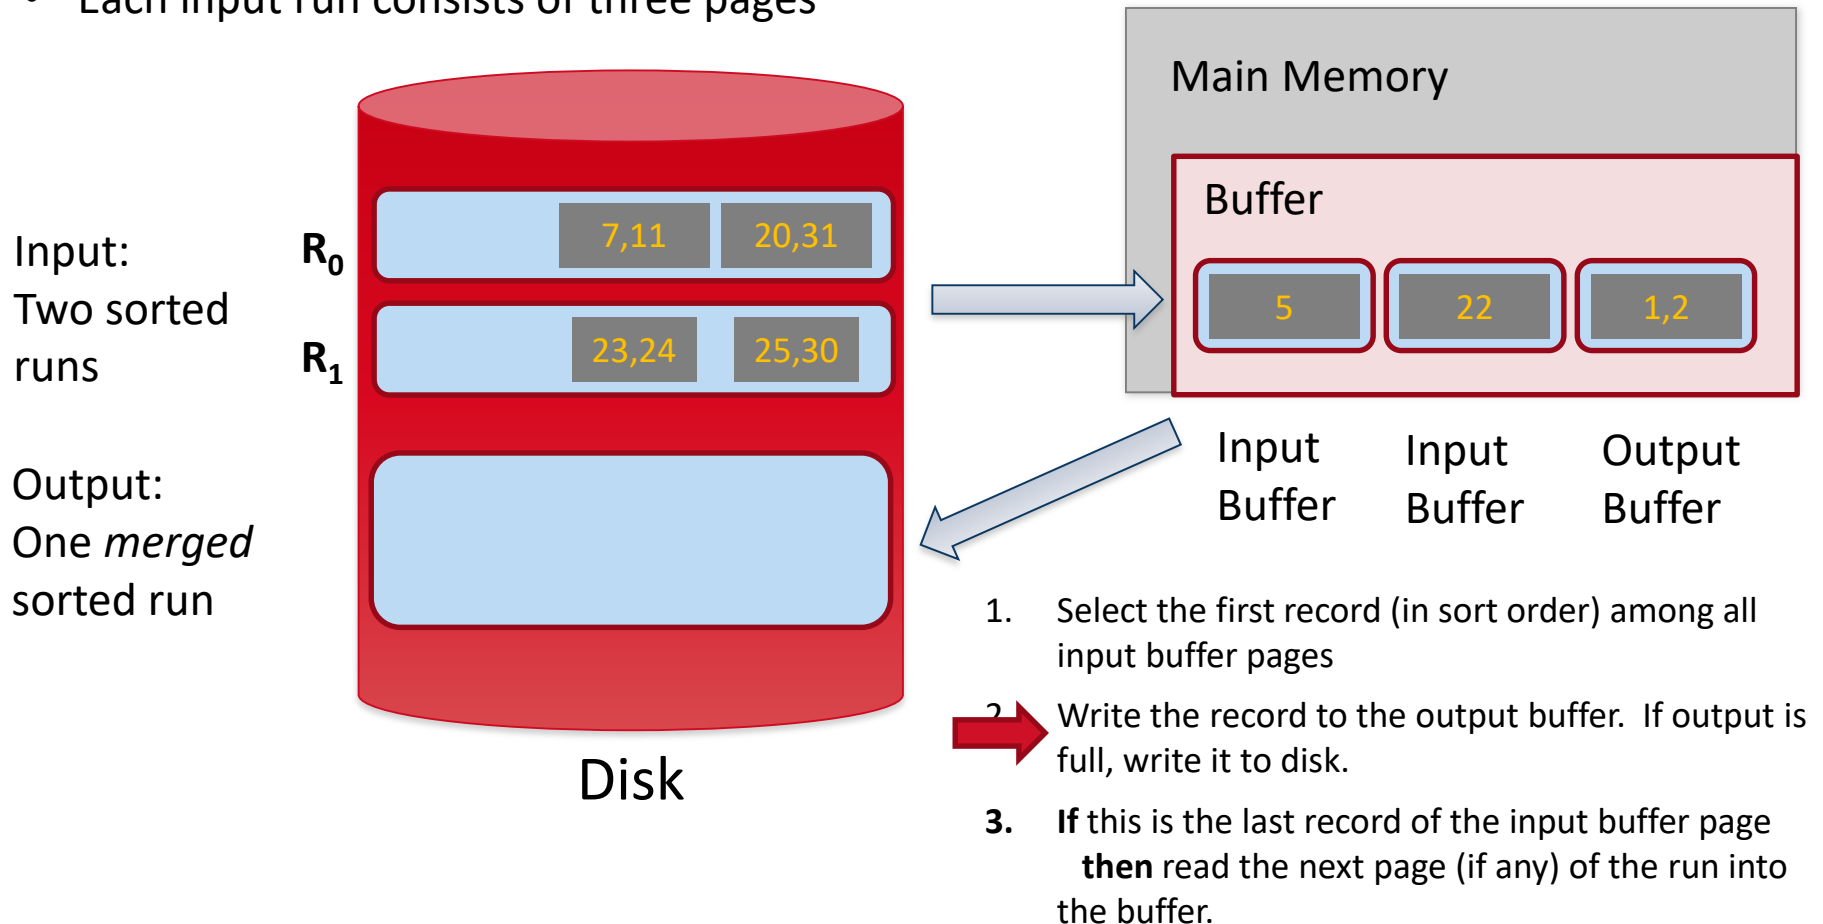 • Each input run consists of three pages
Main Memory
Buffer
5
22
1,2
Input
Buffer
Input
Buffer
Output
Buffer
Input:
Two sorted
runs
R0
7,11
20,31
R1
23,24
25,30
Output:
One merged
sorted run
Disk
1. Select the first record (in sort order) among all
input buffer pages
2. Write the record to the output buffer. If output is
full, write it to disk.
3. If this is the last record of the input buffer page
then read the next page (if any) of the run into
the buffer.